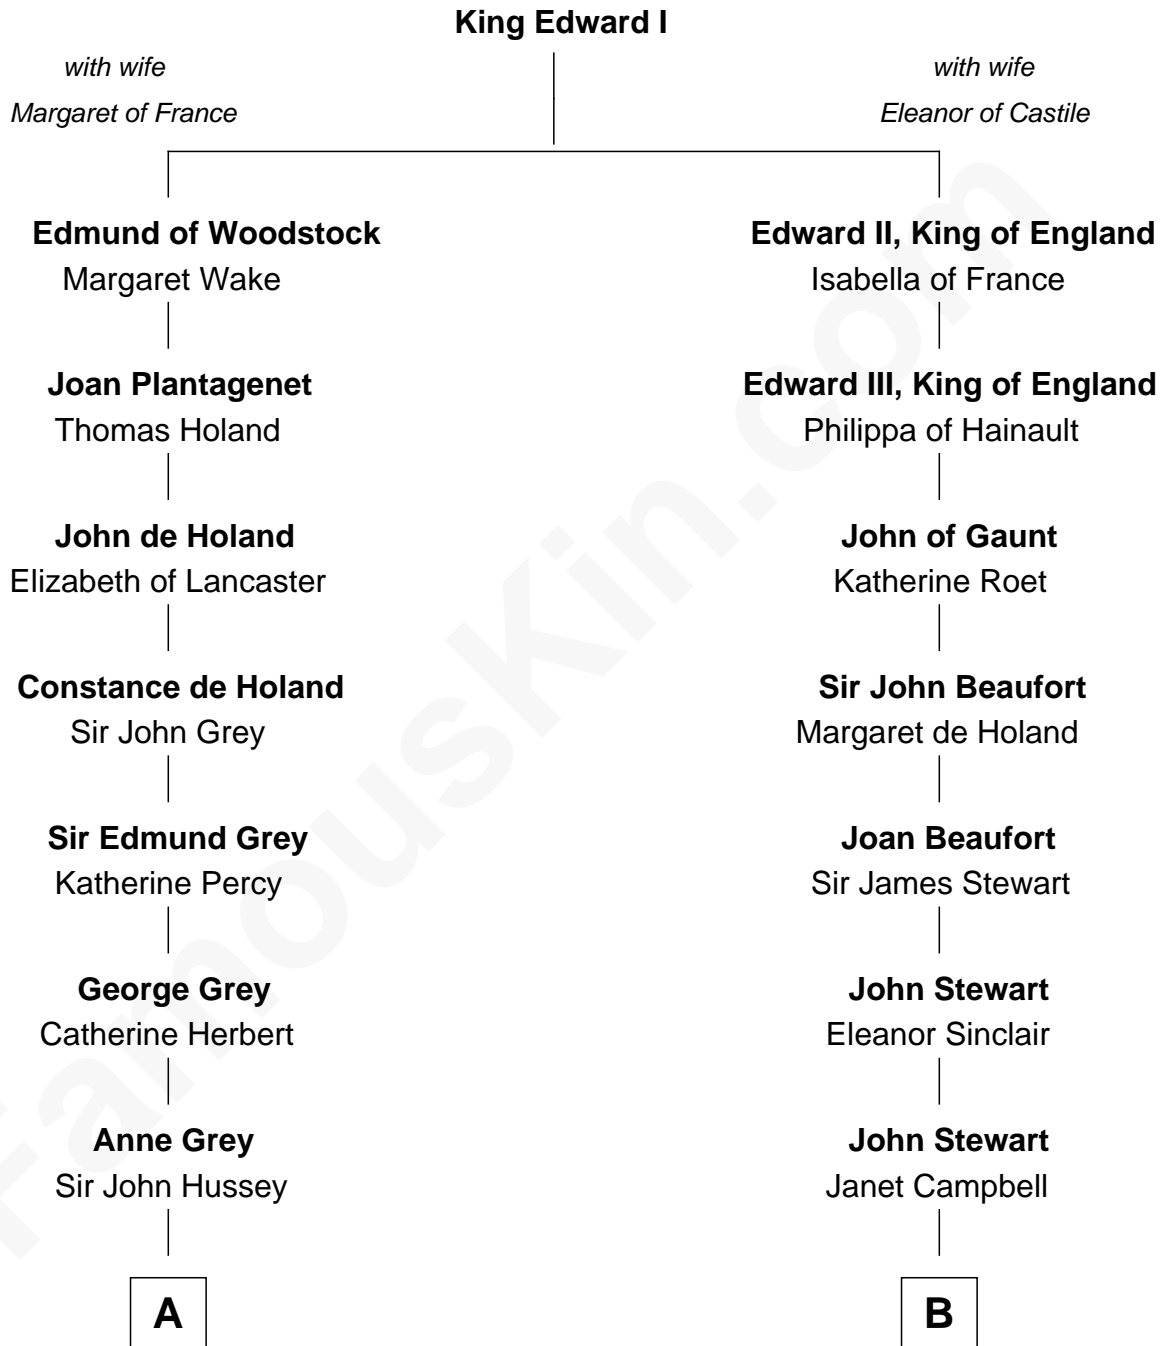 King Edward I
with wife
Margaret of France
with wife
Eleanor of Castile
Edmund of Woodstock
Margaret Wake
Edward II, King of England
Isabella of France
Joan Plantagenet
Thomas Holand
Edward III, King of England
Philippa of Hainault
John de Holand
Elizabeth of Lancaster
John of Gaunt
Katherine Roet
Constance de Holand
Sir John Grey
Sir John Beaufort
Margaret de Holand
Sir Edmund Grey
Katherine Percy
Joan Beaufort
Sir James Stewart
George Grey
Catherine Herbert
John Stewart
Eleanor Sinclair
Anne Grey
Sir John Hussey
John Stewart
Janet Campbell
A
B
FamousKin.com